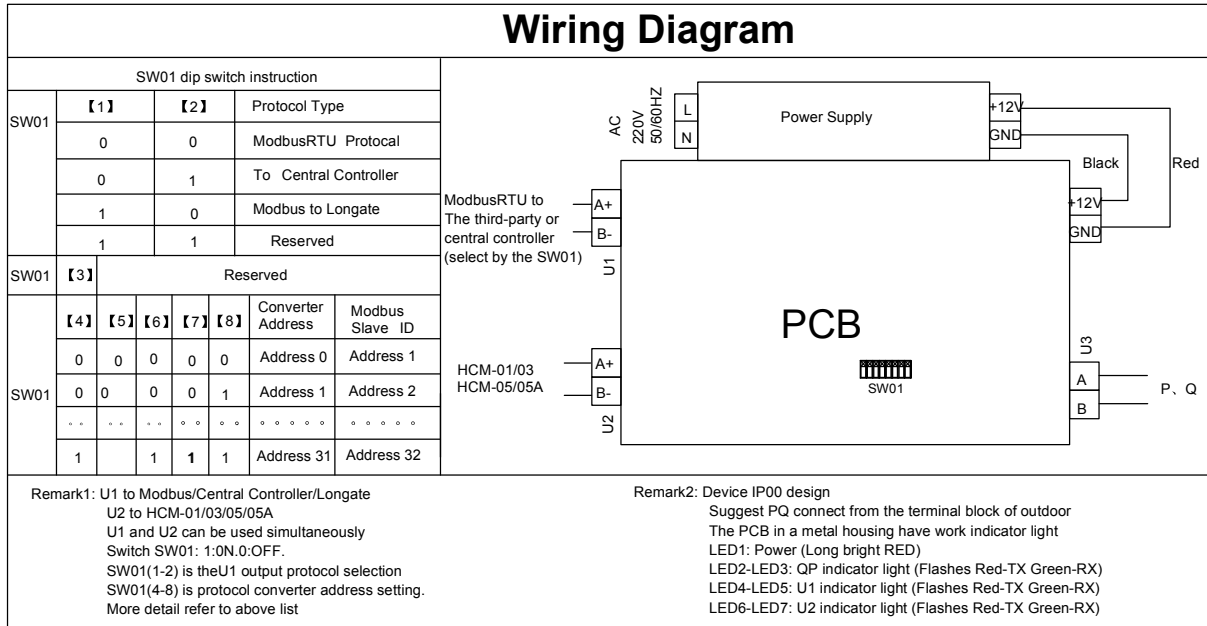 Wiring Diagram
SW01 dip switch instruction
SW01 【1】 【2】 Protocol Type
0 0 ModbusRTU Protocal
0 1 To Central Controller
1 0 Modbus to Longate
1 1 Reserved
SW01 【3】 Reserved
SW01 【4】 【5】 【6】 【7】 【8】 Converter Address Modbus Slave ID
0 0 0 0 0 Address 0 Address 1
0 0 0 0 1 Address 1 Address 2
。。 。。 。。 。。 。。 。。。。。 。。。。。
1 1 1 1 Address 31 Address 32
AC
220V
50/60HZ
L
N
Power Supply
+12V
GND
Black
Red
+12V
GND
ModbusRTU to
The third-party or
central controller
(select by the SW01)
A+
B-
U1
PCB
HCM-01/03
HCM-05/05A
A+
B-
U2
SW01
U3
A
B
P、Q
Remark1: U1 to Modbus/Central Controller/Longate
U2 to HCM-01/03/05/05A
U1 and U2 can be used simultaneously
Switch SW01: 1:0N.0:OFF.
SW01(1-2) is theU1 output protocol selection
SW01(4-8) is protocol converter address setting.
More detail refer to above list
Remark2: Device IP00 design
Suggest PQ connect from the terminal block of outdoor
The PCB in a metal housing have work indicator light
LED1: Power (Long bright RED)
LED2-LED3: QP indicator light (Flashes Red-TX Green-RX)
LED4-LED5: U1 indicator light (Flashes Red-TX Green-RX)
LED6-LED7: U2 indicator light (Flashes Red-TX Green-RX)